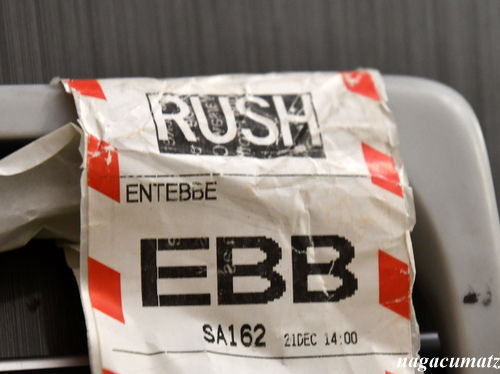 RUSH
ENTEBBE
EBB
SA162 21DEC 14:00
nagacumatz